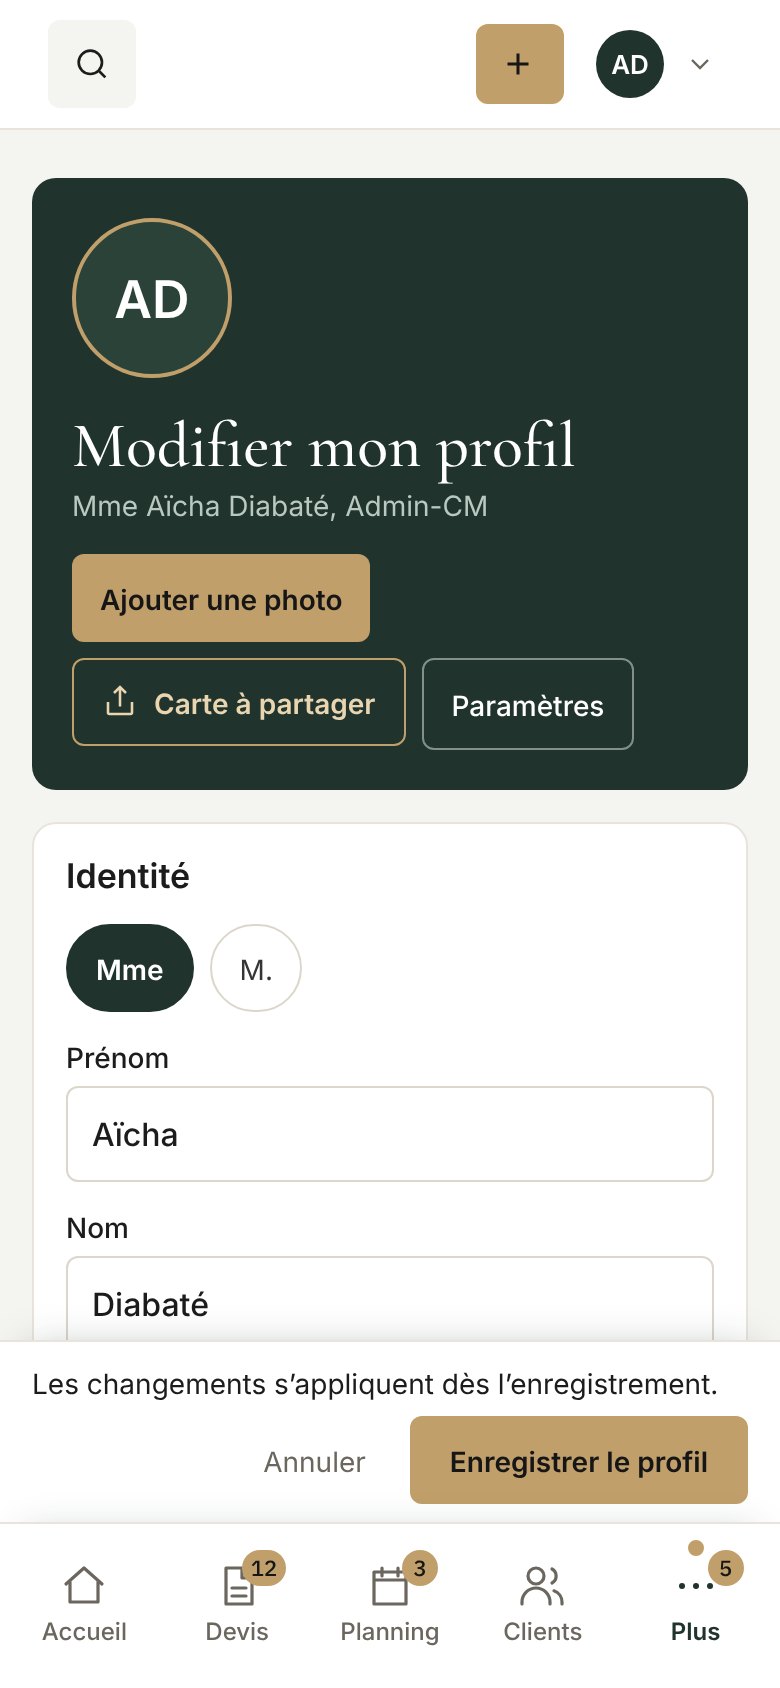 AD
AD
Modifier mon profil
Mme Aïcha Diabaté, Admin-CM
Ajouter une photo
Carte à partager
Paramètres
Identité
Mme
M.
Prénom
Aïcha
Nom
Diabaté
Les changements s’appliquent dès l’enregistrement.
Annuler
Enregistrer le profil
12
3
5
Accueil
Devis
Planning
Clients
Plus